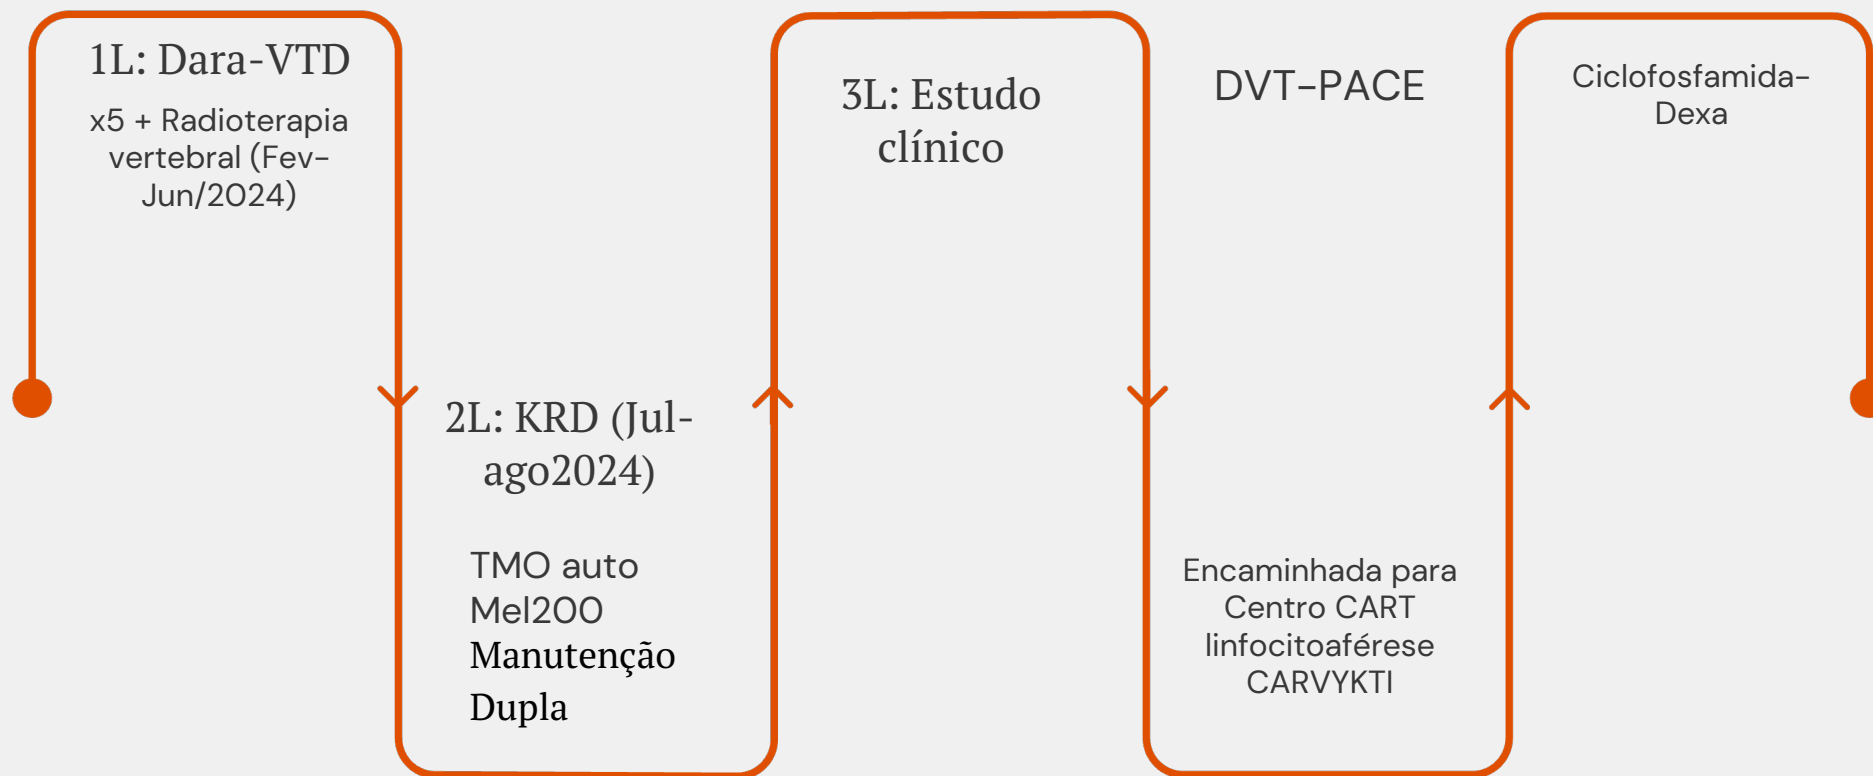 1L: Dara-VTD
x5 + Radioterapia
vertebral (Fev-
Jun/2024)
2L: KRD (Jul-
ago2024)
TMO auto
Mel200
Manutenção
Dupla
3L: Estudo
clínico
DVT-PACE
Encaminhada para
Centro CART
linfocitoaférese
CARVYKTI
Ciclofosfamida-
Dexa